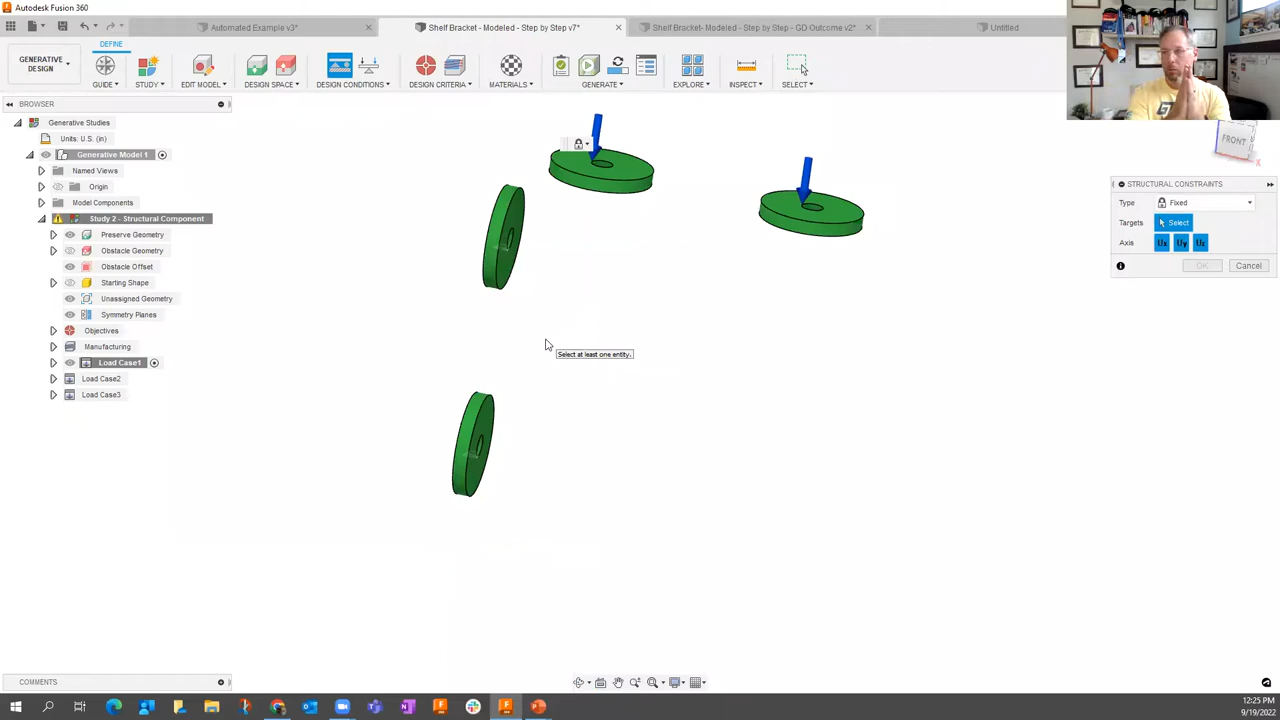 Autodesk Fusion 360
Automated Example v3*
Shelf Bracket - Modeled - Step by Step v7*
Shelf Bracket- Modeled - Step by Step - GD Outcome v2*
Untitled
DEFINE
GENERATIVE DESIGN
GUIDE
STUDY
EDIT MODEL
DESIGN SPACE
DESIGN CONDITIONS
DESIGN CRITERIA
MATERIALS
GENERATE
EXPLORE
INSPECT
SELECT
BROWSER
Generative Studies
Units: U.S. (in)
Generative Model 1
Named Views
Origin
Model Components
Study 2 - Structural Component
Preserve Geometry
Obstacle Geometry
Obstacle Offset
Starting Shape
Unassigned Geometry
Symmetry Planes
Objectives
Manufacturing
Load Case1
Load Case2
Load Case3
Select at least one entity.
FRONT
X
STRUCTURAL CONSTRAINTS
Type Fixed
Targets Select
Axis Ux Uy Uz
OK Cancel
COMMENTS
12:25 PM
9/19/2022